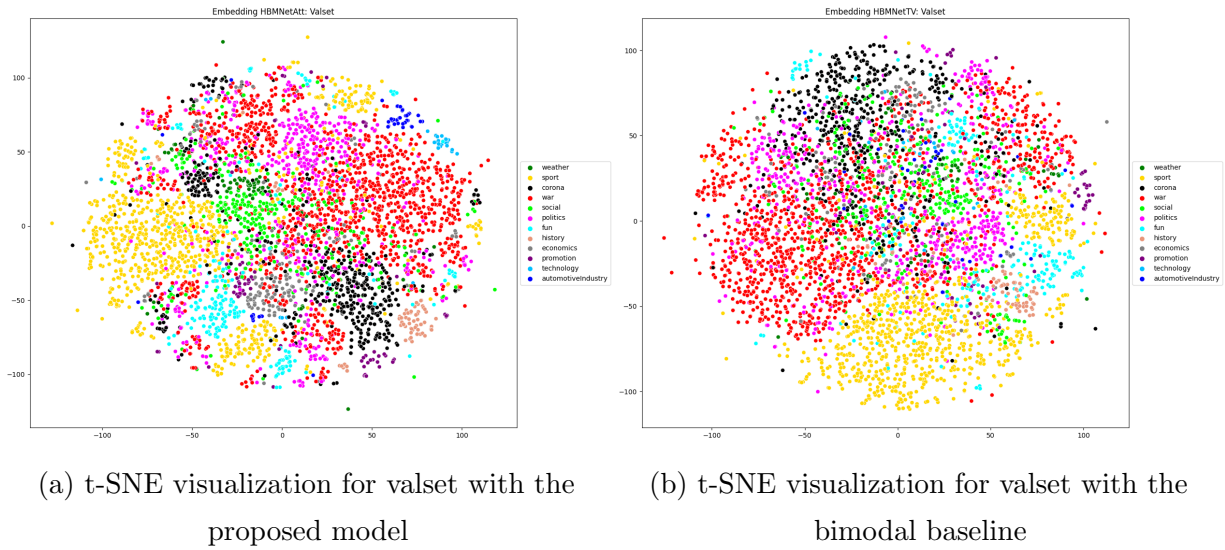 Embedding HBMNetAtt: Valset
100
50
0
−50
−100
−100
−50
0
50
100
weather
sport
corona
war
social
politics
fun
history
economics
promotion
technology
automotiveIndustry
Embedding HBMNetTV: Valset
100
50
0
−50
−100
−100
−50
0
50
100
weather
sport
corona
war
social
politics
fun
history
economics
promotion
technology
automotiveIndustry
(a) t-SNE visualization for valset with the
proposed model
(b) t-SNE visualization for valset with the
bimodal baseline